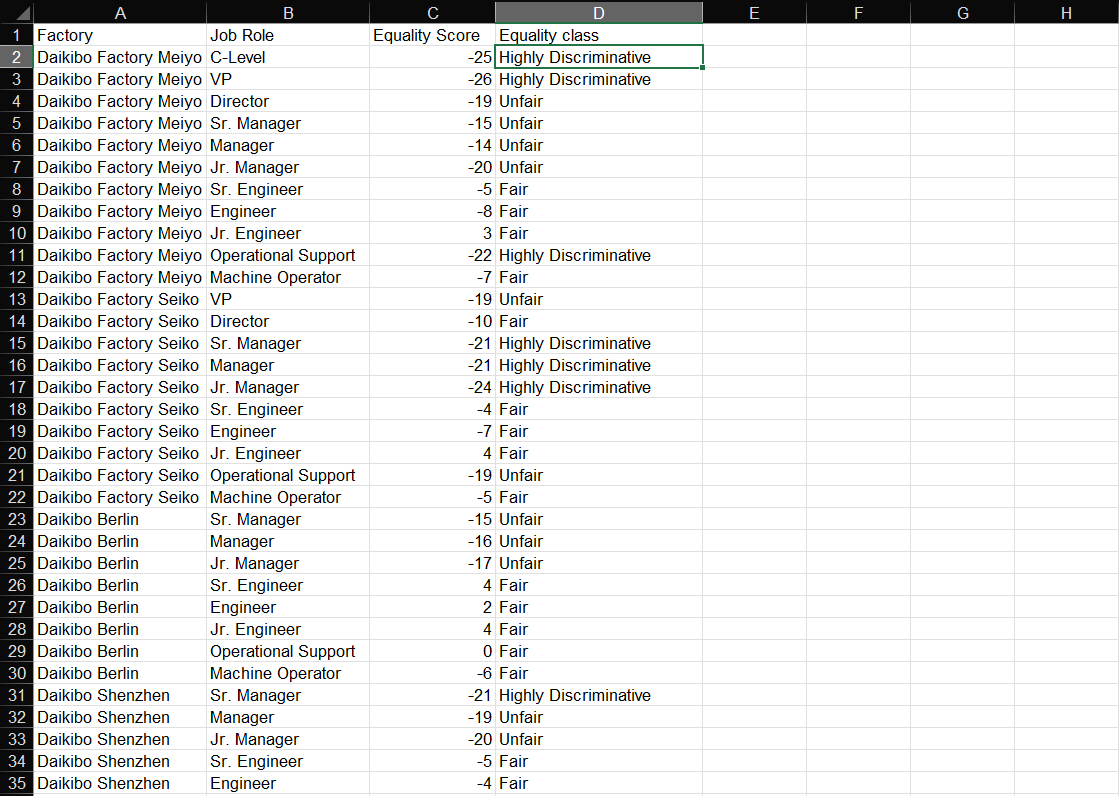 A B C D E F G H
1 Factory Job Role Equality Score Equality class
2 Daikibo Factory Meiyo C-Level -25 Highly Discriminative
3 Daikibo Factory Meiyo VP -26 Highly Discriminative
4 Daikibo Factory Meiyo Director -19 Unfair
5 Daikibo Factory Meiyo Sr. Manager -15 Unfair
6 Daikibo Factory Meiyo Manager -14 Unfair
7 Daikibo Factory Meiyo Jr. Manager -20 Unfair
8 Daikibo Factory Meiyo Sr. Engineer -5 Fair
9 Daikibo Factory Meiyo Engineer -8 Fair
10 Daikibo Factory Meiyo Jr. Engineer 3 Fair
11 Daikibo Factory Meiyo Operational Support -22 Highly Discriminative
12 Daikibo Factory Meiyo Machine Operator -7 Fair
13 Daikibo Factory Seiko VP -19 Unfair
14 Daikibo Factory Seiko Director -10 Fair
15 Daikibo Factory Seiko Sr. Manager -21 Highly Discriminative
16 Daikibo Factory Seiko Manager -21 Highly Discriminative
17 Daikibo Factory Seiko Jr. Manager -24 Highly Discriminative
18 Daikibo Factory Seiko Sr. Engineer -4 Fair
19 Daikibo Factory Seiko Engineer -7 Fair
20 Daikibo Factory Seiko Jr. Engineer 4 Fair
21 Daikibo Factory Seiko Operational Support -19 Unfair
22 Daikibo Factory Seiko Machine Operator -5 Fair
23 Daikibo Berlin Sr. Manager -15 Unfair
24 Daikibo Berlin Manager -16 Unfair
25 Daikibo Berlin Jr. Manager -17 Unfair
26 Daikibo Berlin Sr. Engineer 4 Fair
27 Daikibo Berlin Engineer 2 Fair
28 Daikibo Berlin Jr. Engineer 4 Fair
29 Daikibo Berlin Operational Support 0 Fair
30 Daikibo Berlin Machine Operator -6 Fair
31 Daikibo Shenzhen Sr. Manager -21 Highly Discriminative
32 Daikibo Shenzhen Manager -19 Unfair
33 Daikibo Shenzhen Jr. Manager -20 Unfair
34 Daikibo Shenzhen Sr. Engineer -5 Fair
35 Daikibo Shenzhen Engineer -4 Fair